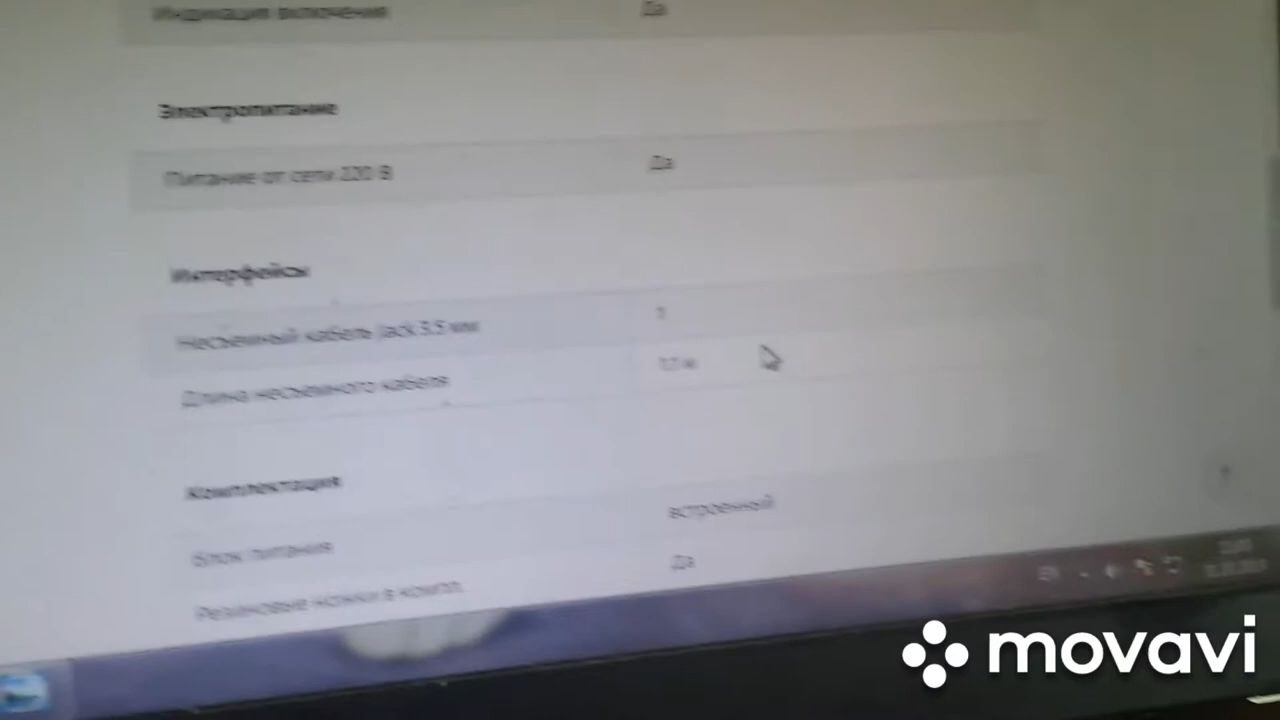 Индикация включения Да
Электропитание
Питание от сети 220 В Да
Интерфейсы
Несъемный кабель Jack 3.5 мм 1
Длина несъемного кабеля
Комплектация
Блок питания встроенный
Резиновые ножки в компл. Да
movavi